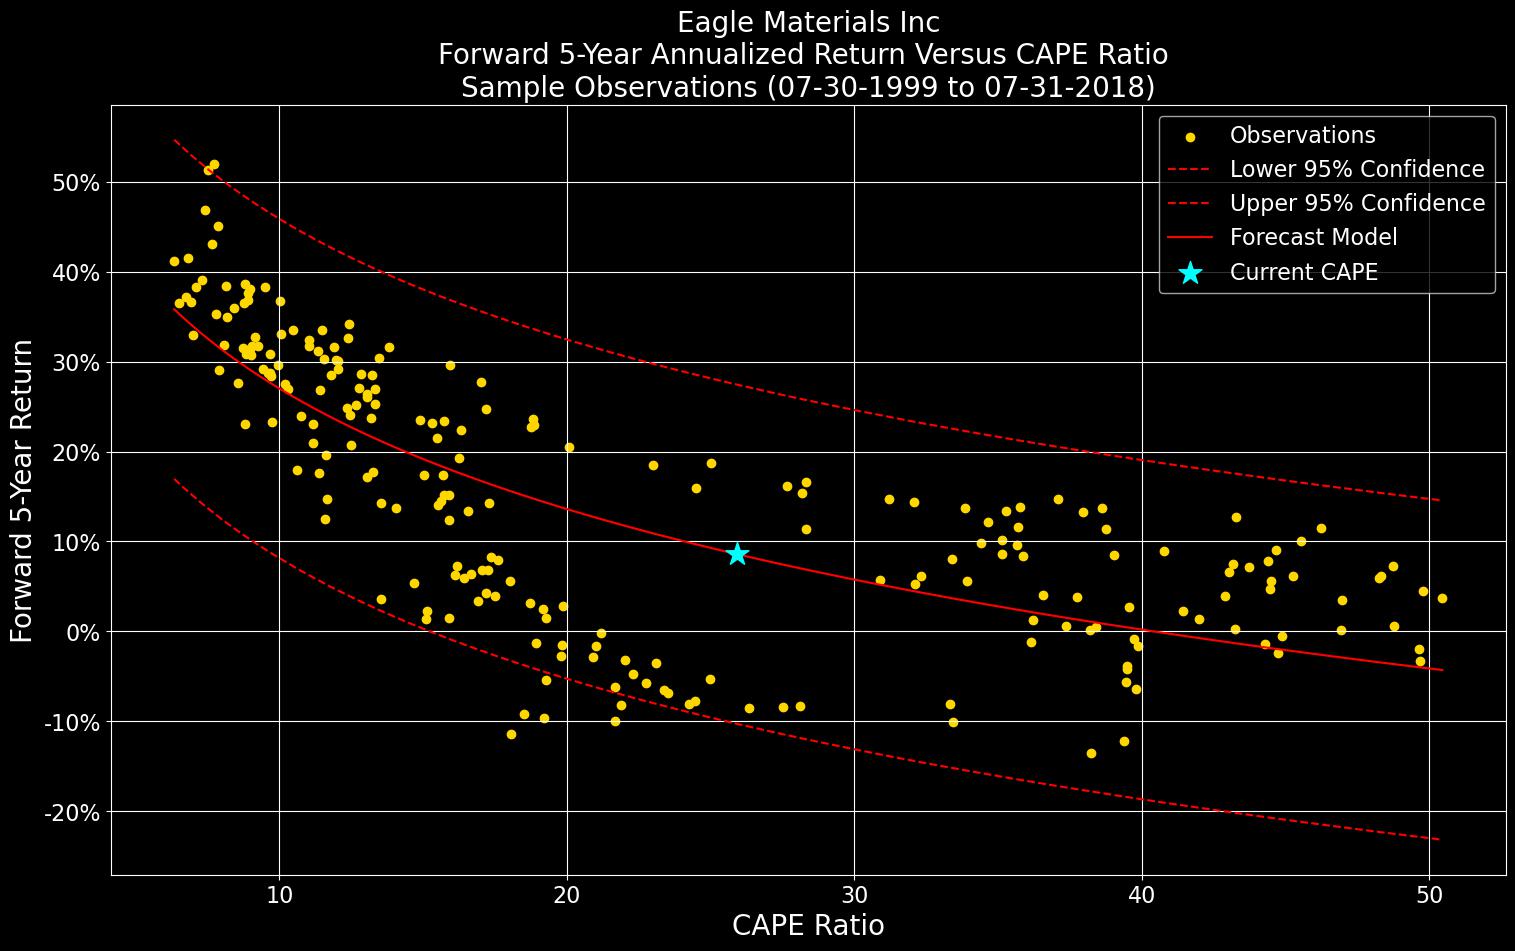 Eagle Materials Inc
Forward 5-Year Annualized Return Versus CAPE Ratio
Sample Observations (07-30-1999 to 07-31-2018)
Observations
Lower 95% Confidence
Upper 95% Confidence
Forecast Model
Current CAPE
Forward 5-Year Return
50%
40%
30%
20%
10%
0%
-10%
-20%
10 20 30 40 50
CAPE Ratio